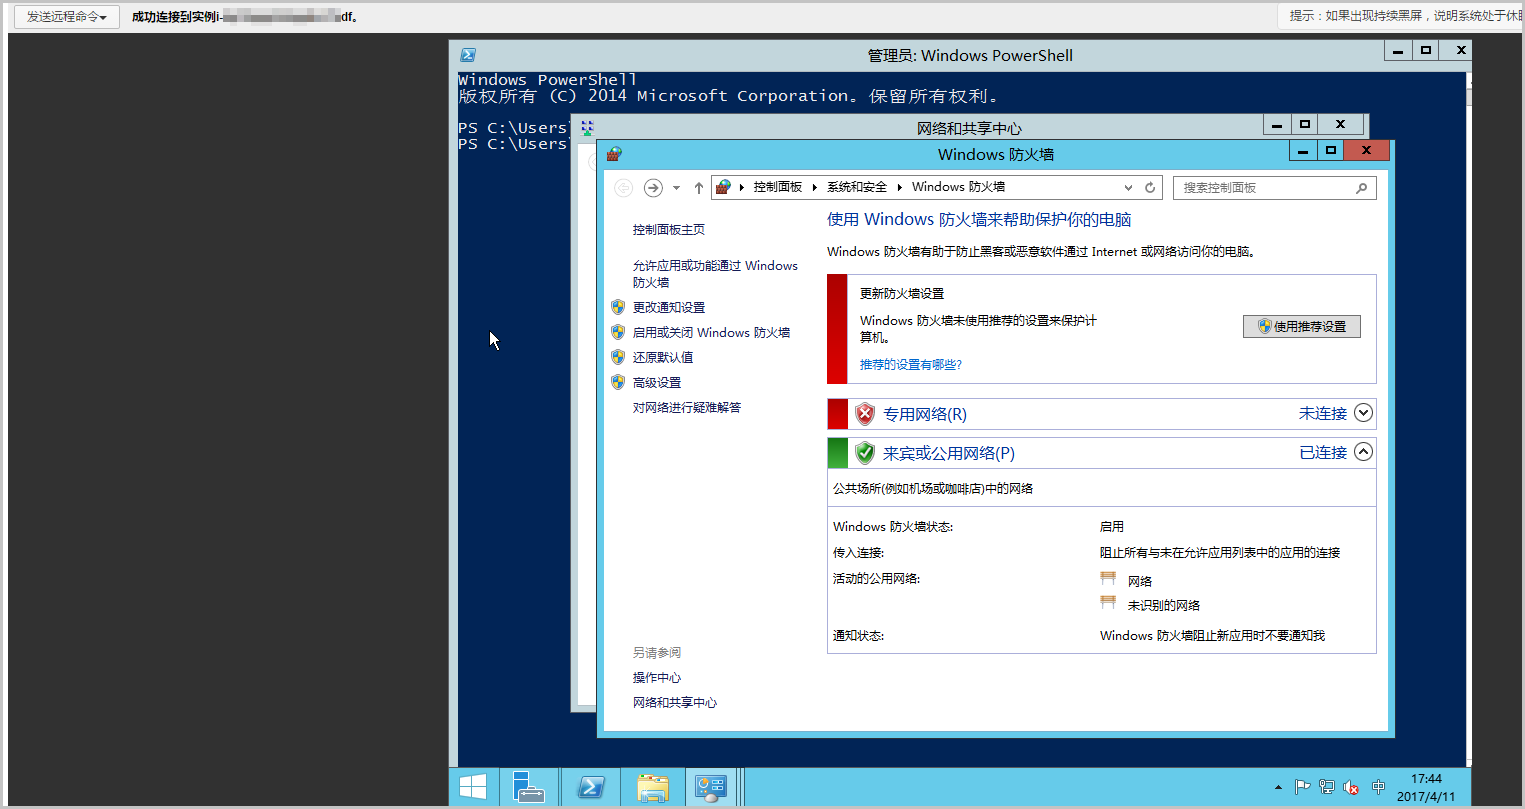 发送远程命令
成功连接到实例i-
df。
提示：如果出现持续黑屏，说明系统处于休
管理员: Windows PowerShell
Windows PowerShell
版权所有 (C) 2014 Microsoft Corporation。保留所有权利。
PS C:\Users
PS C:\Users
网络和共享中心
Windows 防火墙
控制面板
系统和安全
Windows 防火墙
搜索控制面板
控制面板主页
允许应用或功能通过 Windows
防火墙
更改通知设置
启用或关闭 Windows 防火墙
还原默认值
高级设置
对网络进行疑难解答
另请参阅
操作中心
网络和共享中心
使用 Windows 防火墙来帮助保护你的电脑
Windows 防火墙有助于防止黑客或恶意软件通过 Internet 或网络访问你的电脑。
更新防火墙设置
Windows 防火墙未使用推荐的设置来保护计
算机。
使用推荐设置
推荐的设置有哪些?
专用网络(R)
未连接
来宾或公用网络(P)
已连接
公共场所(例如机场或咖啡店)中的网络
Windows 防火墙状态:
启用
传入连接:
阻止所有与未在允许应用列表中的应用的连接
活动的公用网络:
网络
未识别的网络
通知状态:
Windows 防火墙阻止新应用时不要通知我
中
17:44
2017/4/11